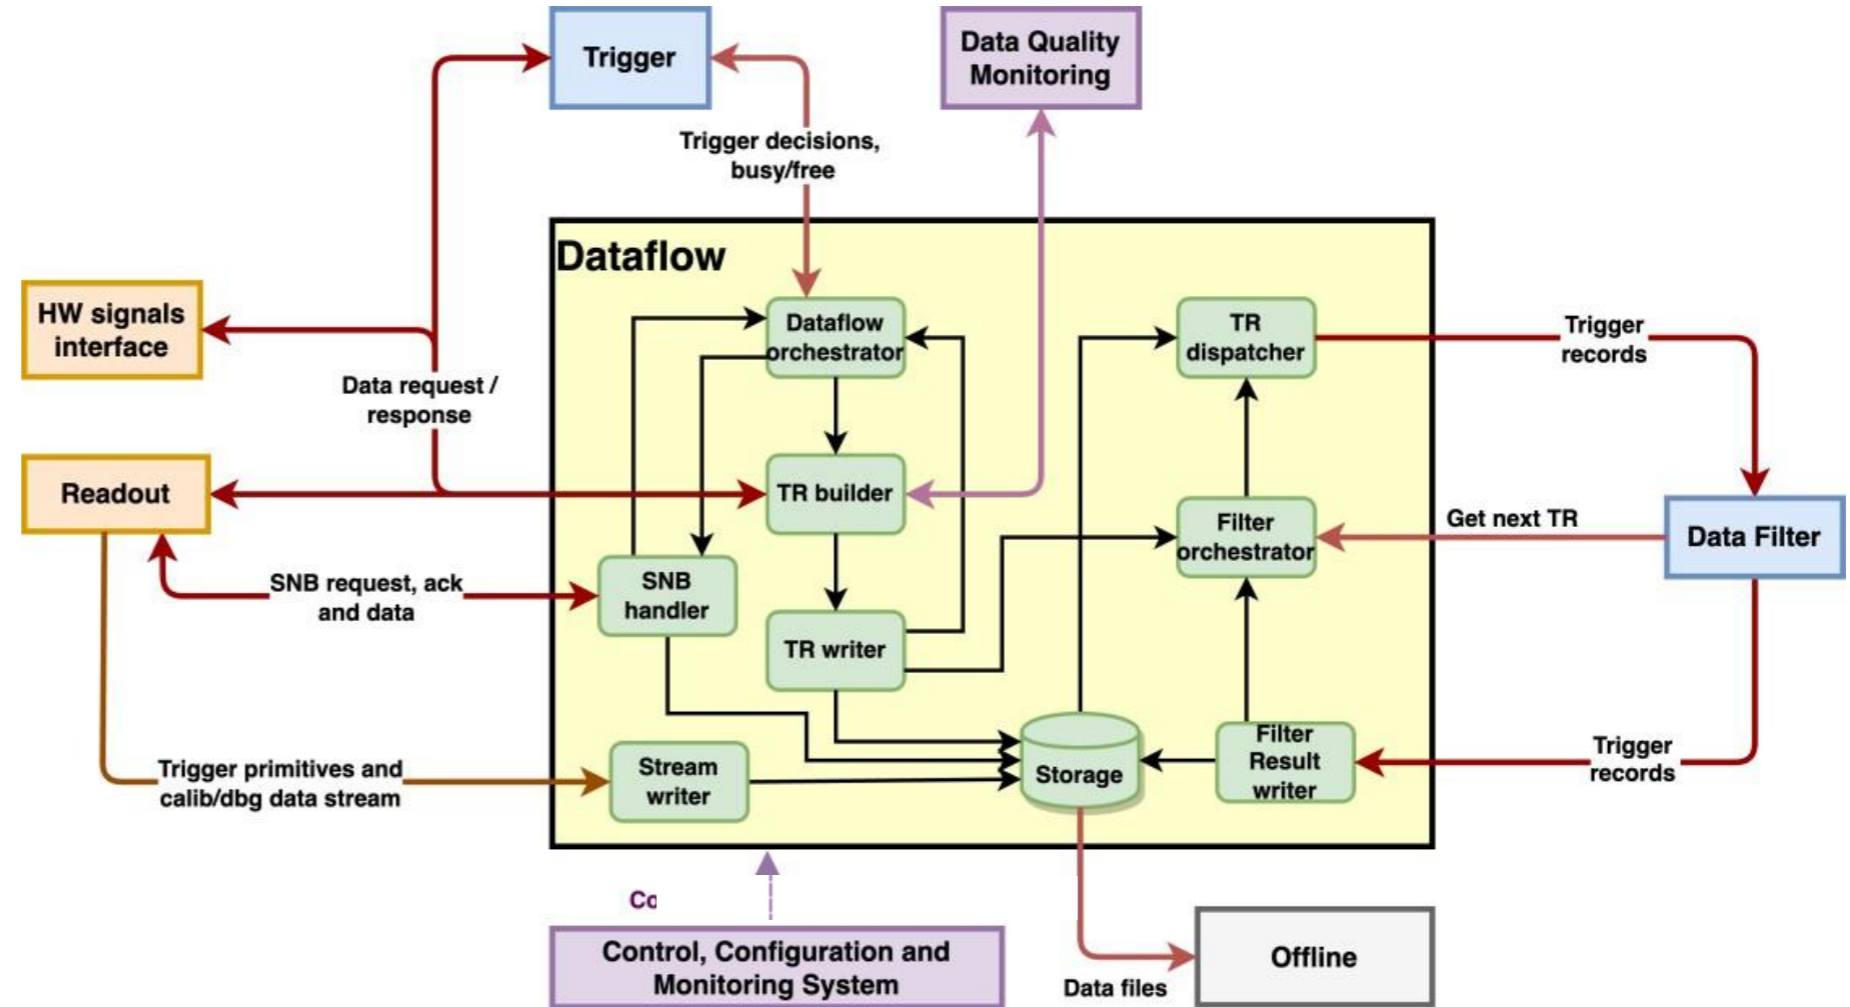 Trigger
Data Quality
Monitoring
Trigger decisions,
busy/free
Dataflow
HW signals
interface
Dataflow
orchestrator
TR
dispatcher
Trigger
records
Data request /
response
Readout
TR builder
Filter
orchestrator
Get next TR
Data Filter
SNB request, ack
and data
SNB
handler
TR writer
Trigger primitives and
calib/dbg data stream
Stream
writer
Storage
Filter
Result
writer
Trigger
records
Co
Control, Configuration and
Monitoring System
Data files
Offline